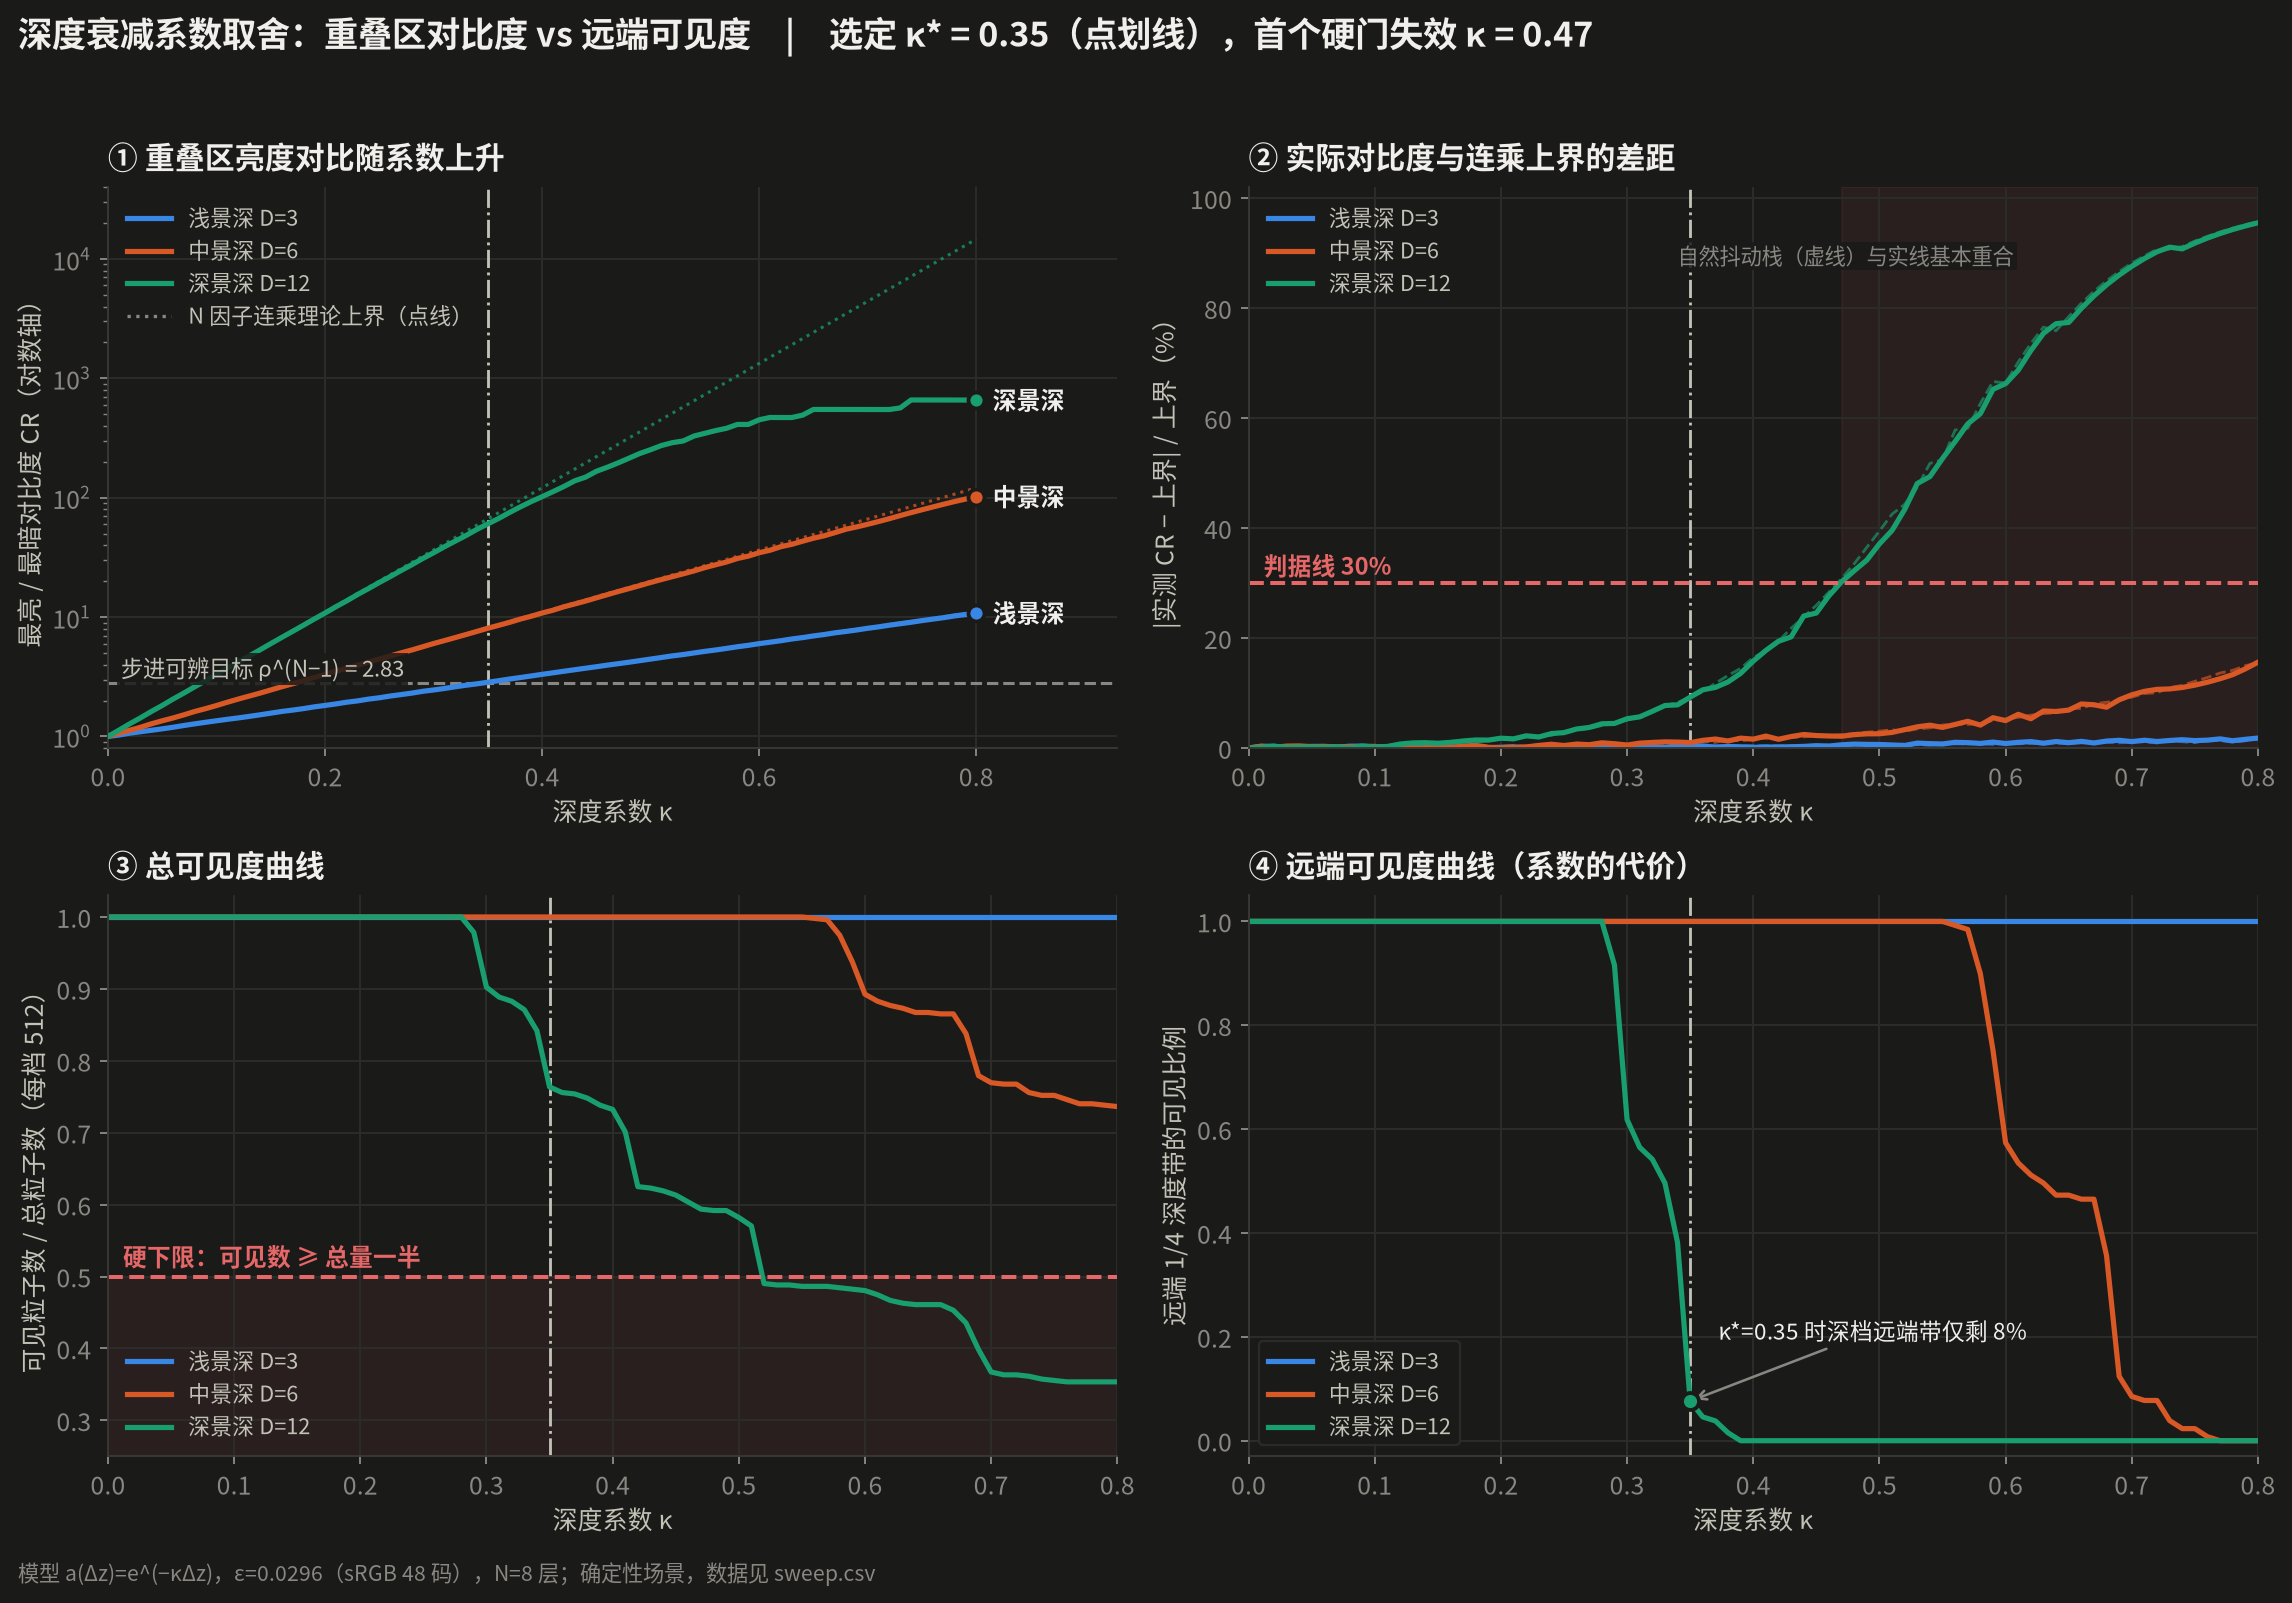 深度衰减系数取舍：重叠区对比度 vs 远端可见度 │ 选定 κ* = 0.35（点划线），首个硬门失效 κ = 0.47
① 重叠区亮度对比随系数上升
最亮 / 最暗对比度 CR（对数轴）
10⁴
10³
10²
10¹
10⁰
浅景深 D=3
中景深 D=6
深景深 D=12
N 因子连乘理论上界（点线）
深景深
中景深
浅景深
步进可辨目标 ρ^(N−1) = 2.83
0.0 0.2 0.4 0.6 0.8
深度系数 κ
② 实际对比度与连乘上界的差距
|实测 CR − 上界| / 上界（%）
100
80
60
40
20
0
浅景深 D=3
中景深 D=6
深景深 D=12
自然抖动栈（虚线）与实线基本重合
判据线 30%
0.0 0.1 0.2 0.3 0.4 0.5 0.6 0.7 0.8
深度系数 κ
③ 总可见度曲线
可见粒子数 / 总粒子数（每档 512）
1.0
0.9
0.8
0.7
0.6
0.5
0.4
0.3
硬下限：可见数 ⩾ 总量一半
浅景深 D=3
中景深 D=6
深景深 D=12
0.0 0.1 0.2 0.3 0.4 0.5 0.6 0.7 0.8
深度系数 κ
④ 远端可见度曲线（系数的代价）
远端 1/4 深度带的可见比例
1.0
0.8
0.6
0.4
0.2
0.0
κ*=0.35 时深档远端带仅剩 8%
浅景深 D=3
中景深 D=6
深景深 D=12
0.0 0.1 0.2 0.3 0.4 0.5 0.6 0.7 0.8
深度系数 κ
模型 a(Δz)=e^(−κΔz)，ε=0.0296（sRGB 48 码），N=8 层；确定性场景，数据见 sweep.csv